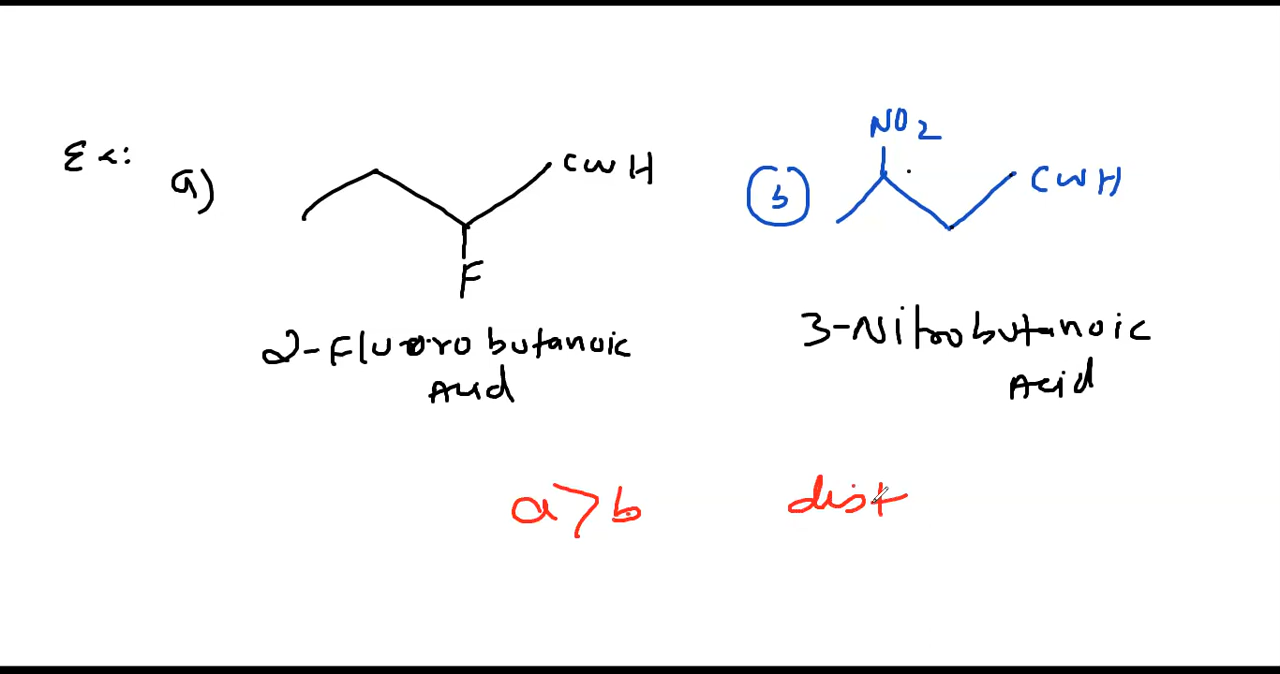 Ex:
a)
COOH
F
2-Fluorobutanoic
Acid
NO2
b
COOH
3-Nitrobutanoic
Acid
a>b
dist